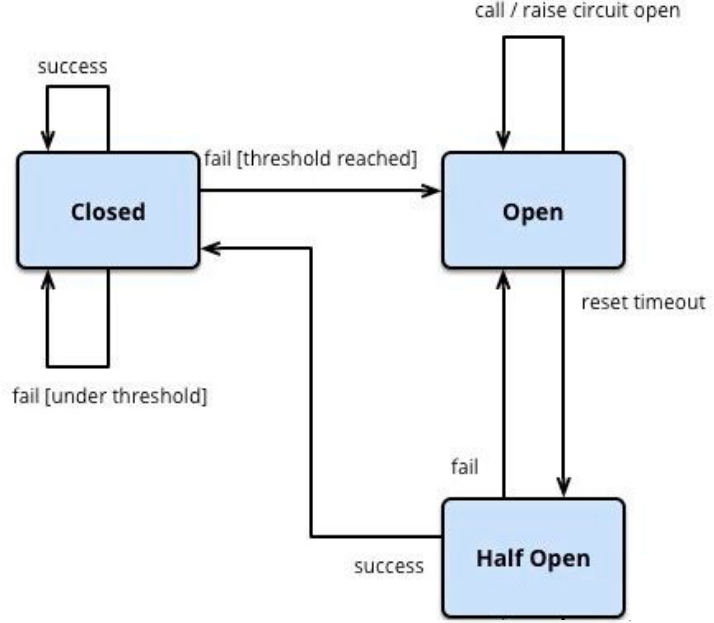 call / raise circuit open
success
fail [threshold reached]
Closed
Open
reset timeout
fail [under threshold]
fail
Half Open
success